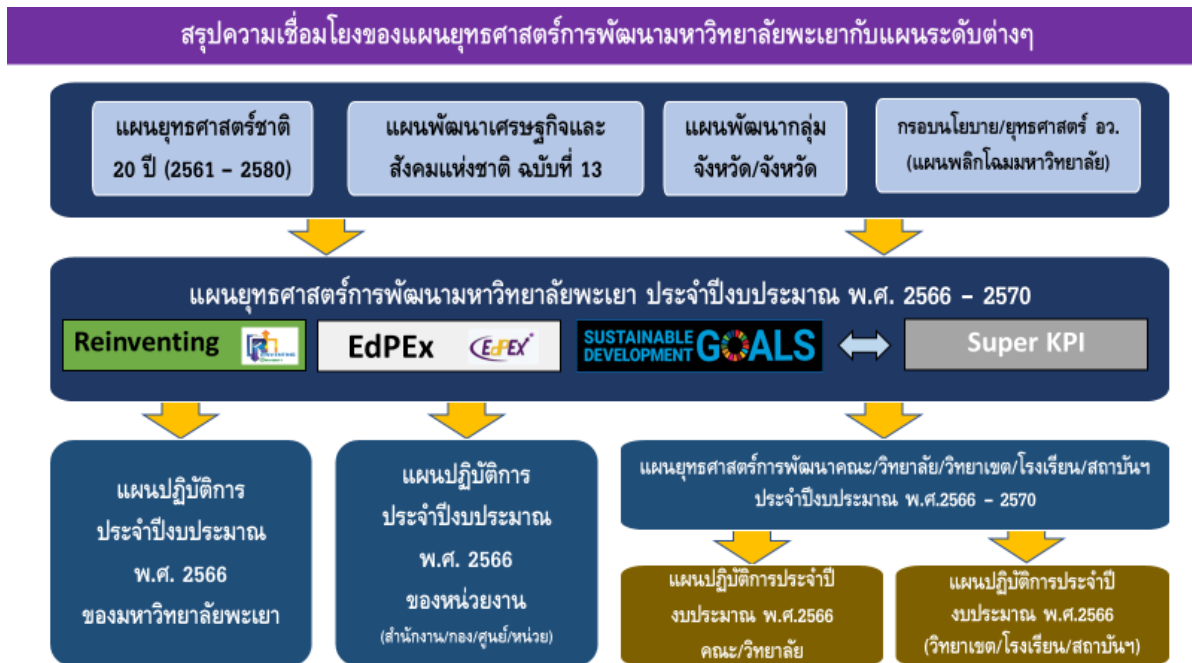 สรุปความเชื่อมโยงของแผนยุทธศาสตร์การพัฒนามหาวิทยาลัยพะเยากับแผนระดับต่างๆ
แผนยุทธศาสตร์ชาติ
20 ปี (2561 – 2580)
แผนพัฒนาเศรษฐกิจและ
สังคมแห่งชาติ ฉบับที่ 13
แผนพัฒนากลุ่ม
จังหวัด/จังหวัด
กรอบนโยบาย/ยุทธศาสตร์ อว.
(แผนพลิกโฉมมหาวิทยาลัย)
แผนยุทธศาสตร์การพัฒนามหาวิทยาลัยพะเยา ประจำปีงบประมาณ พ.ศ. 2566 – 2570
Reinventing
EdPEx
EdPEX
SUSTAINABLE
DEVELOPMENT
GOALS
Super KPI
แผนปฏิบัติการ
ประจำปีงบประมาณ
พ.ศ. 2566
ของมหาวิทยาลัยพะเยา
แผนปฏิบัติการ
ประจำปีงบประมาณ
พ.ศ. 2566
ของหน่วยงาน
(สำนักงาน/กอง/ศูนย์/หน่วย)
แผนยุทธศาสตร์การพัฒนาคณะ/วิทยาลัย/วิทยาเขต/โรงเรียน/สถาบันฯ
ประจำปีงบประมาณ พ.ศ.2566 – 2570
แผนปฏิบัติการประจำปี
งบประมาณ พ.ศ.2566
คณะ/วิทยาลัย
แผนปฏิบัติการประจำปี
งบประมาณ พ.ศ.2566
(วิทยาเขต/โรงเรียน/สถาบันฯ)